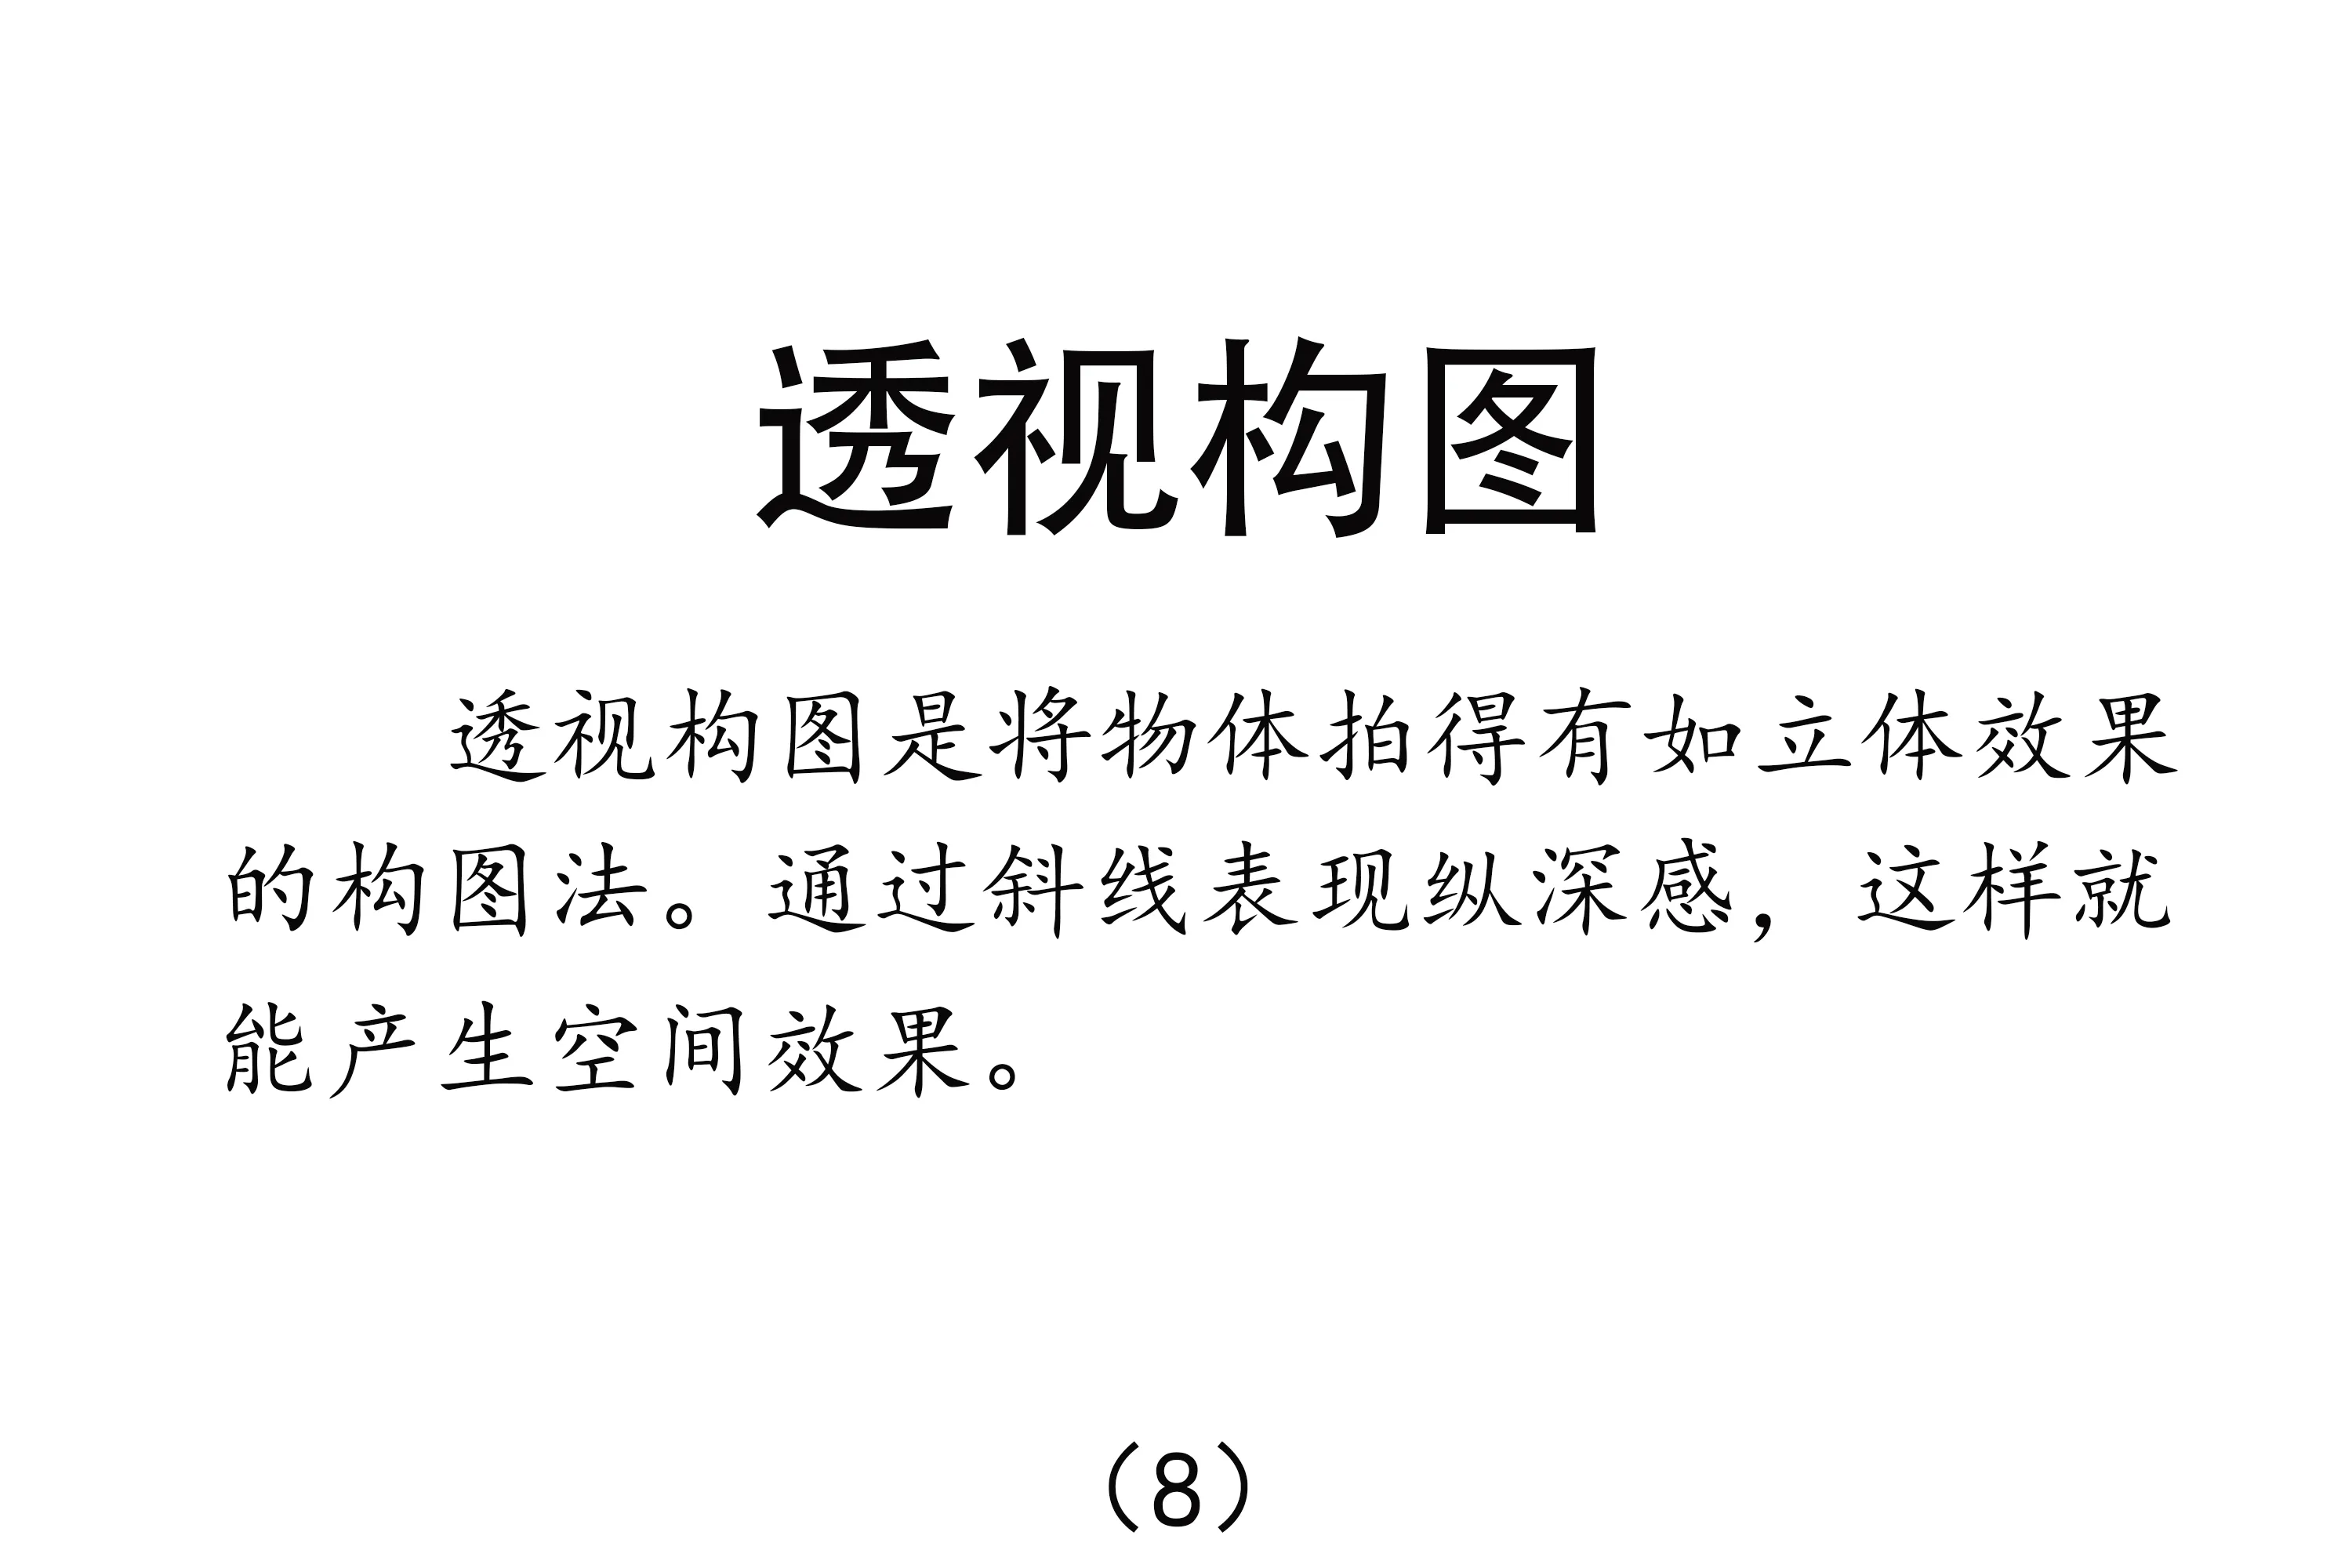 透视构图
透视构图是将物体拍得有如立体效果
的构图法。透过斜线表现纵深感，这样就
能产生空间效果。
（8）